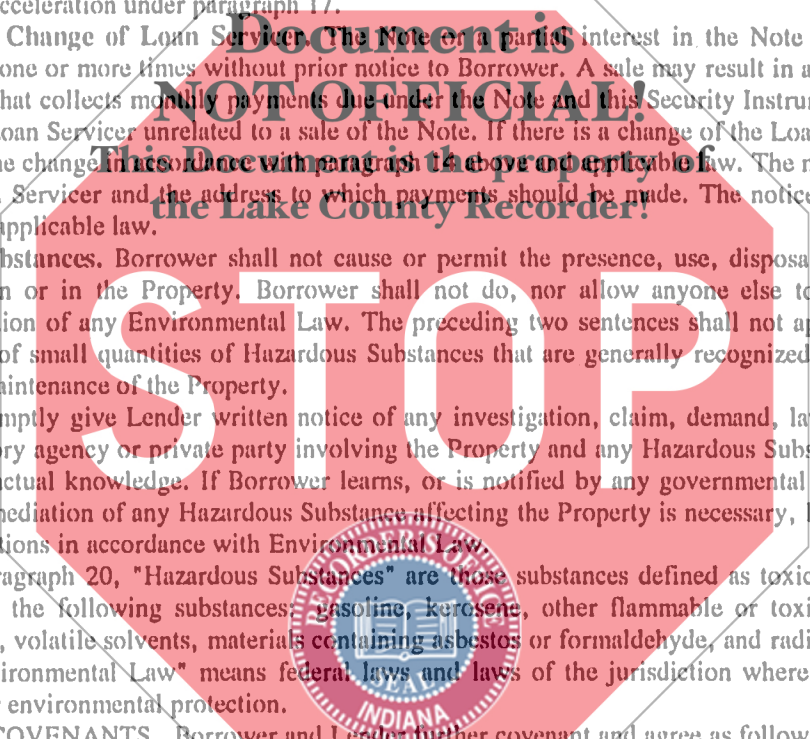 cceleration under paragraph 17.
Change of Loan Servicer. The Note or a partial interest in the Note
Document is
one or more times without prior notice to Borrower. A sale may result in a
NOT OFFICIAL!
hat collects monthly payments due under the Note and this Security Instrum
oan Servicer unrelated to a sale of the Note. If there is a change of the Loa
e change in accordance with paragraph 14 above and applicable law. The n
This Document is the property of
Servicer and the address to which payments should be made. The notice
the Lake County Recorder!
applicable law.
bstances. Borrower shall not cause or permit the presence, use, disposa
n or in the Property. Borrower shall not do, nor allow anyone else to
tion of any Environmental Law. The preceding two sentences shall not a
of small quantities of Hazardous Substances that are generally recognized
aintenance of the Property.
STOP
mptly give Lender written notice of any investigation, claim, demand, la
ory agency or private party involving the Property and any Hazardous Subs
ctual knowledge. If Borrower learns, or is notified by any governmental
mediation of any Hazardous Substance affecting the Property is necessary,
tions in accordance with Environmental Law.
ragraph 20, "Hazardous Substances" are those substances defined as toxic
the following substances: gasoline, kerosene, other flammable or toxi
, volatile solvents, materials containing asbestos or formaldehyde, and radi
ironmental Law" means federal laws and laws of the jurisdiction where
environmental protection.
RECORDER'S OFFICE
SEAL
INDIANA
COVENANTS. Borrower and Lender further covenant and agree as follow